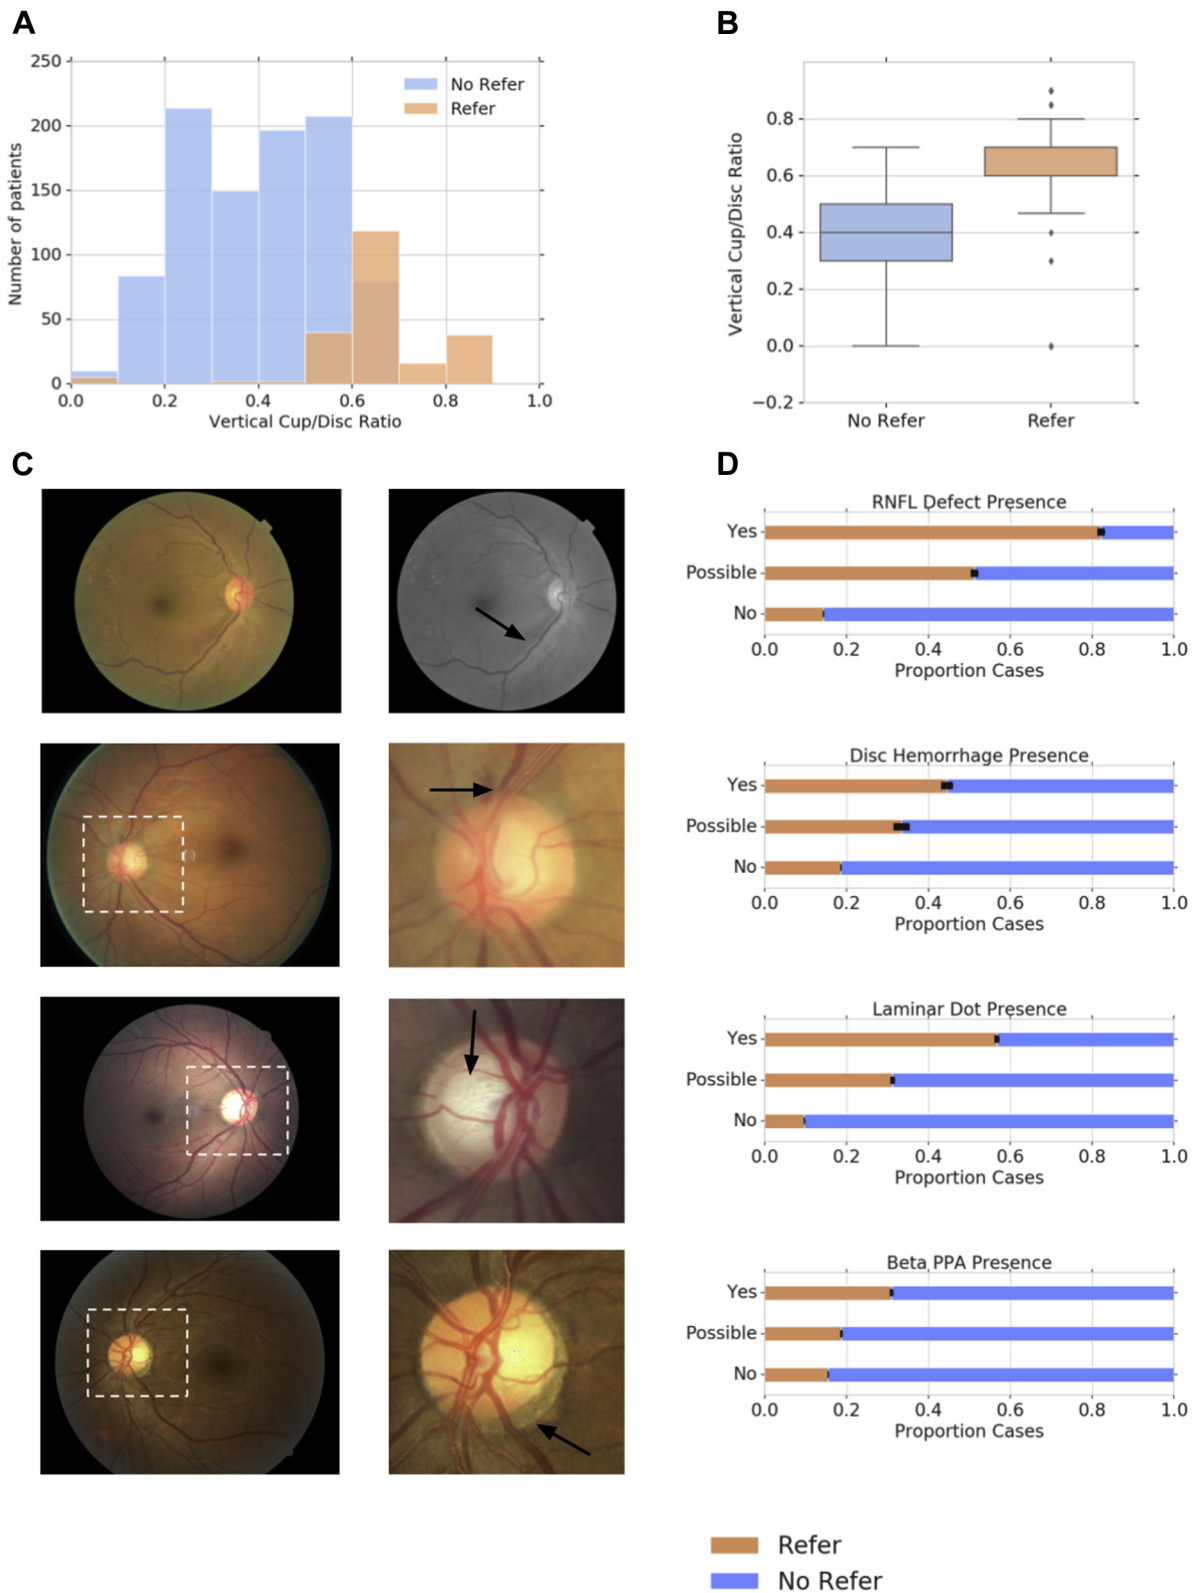 A
250
200
150
100
50
0
Number of patients
No Refer
Refer
0.0 0.2 0.4 0.6 0.8 1.0
Vertical Cup/Disc Ratio
B
0.8
0.6
0.4
0.2
0.0
−0.2
Vertical Cup/Disc Ratio
No Refer Refer
C
D
RNFL Defect Presence
Yes
Possible
No
0.0 0.2 0.4 0.6 0.8 1.0
Proportion Cases
Disc Hemorrhage Presence
Yes
Possible
No
0.0 0.2 0.4 0.6 0.8 1.0
Proportion Cases
Laminar Dot Presence
Yes
Possible
No
0.0 0.2 0.4 0.6 0.8 1.0
Proportion Cases
Beta PPA Presence
Yes
Possible
No
0.0 0.2 0.4 0.6 0.8 1.0
Proportion Cases
Refer
No Refer